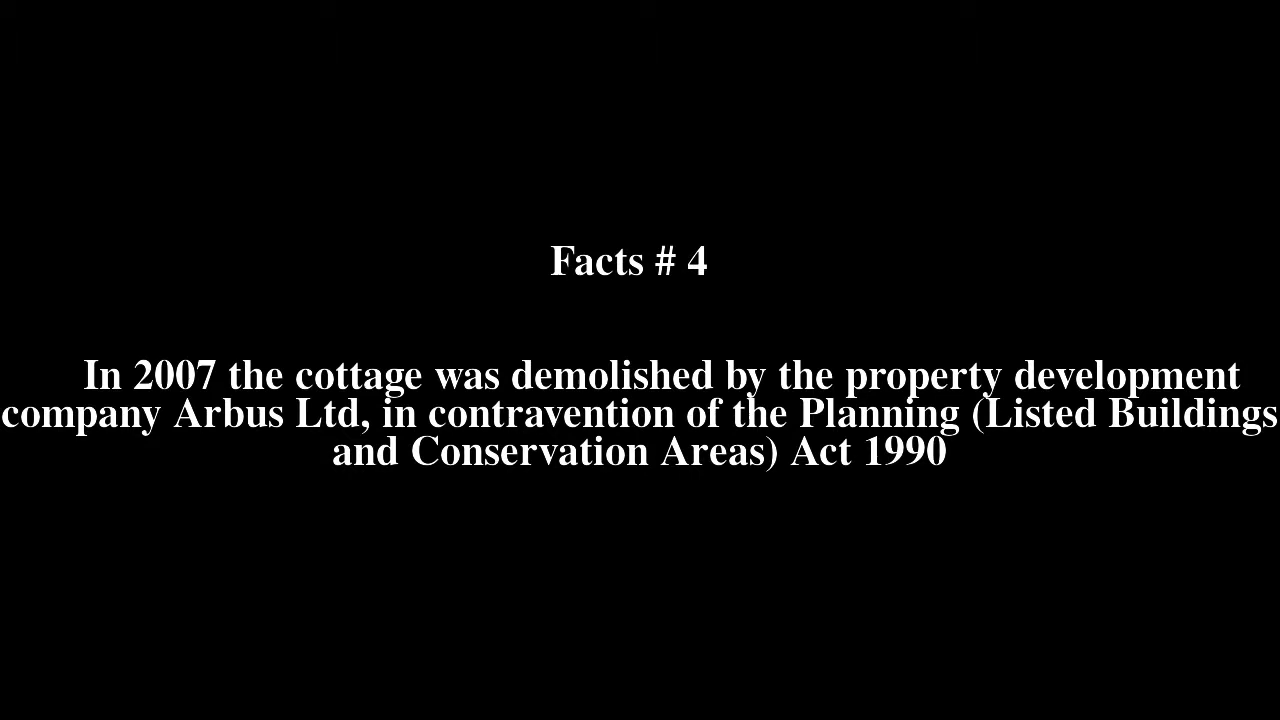 Facts # 4
In 2007 the cottage was demolished by the property development
company Arbus Ltd, in contravention of the Planning (Listed Buildings
and Conservation Areas) Act 1990